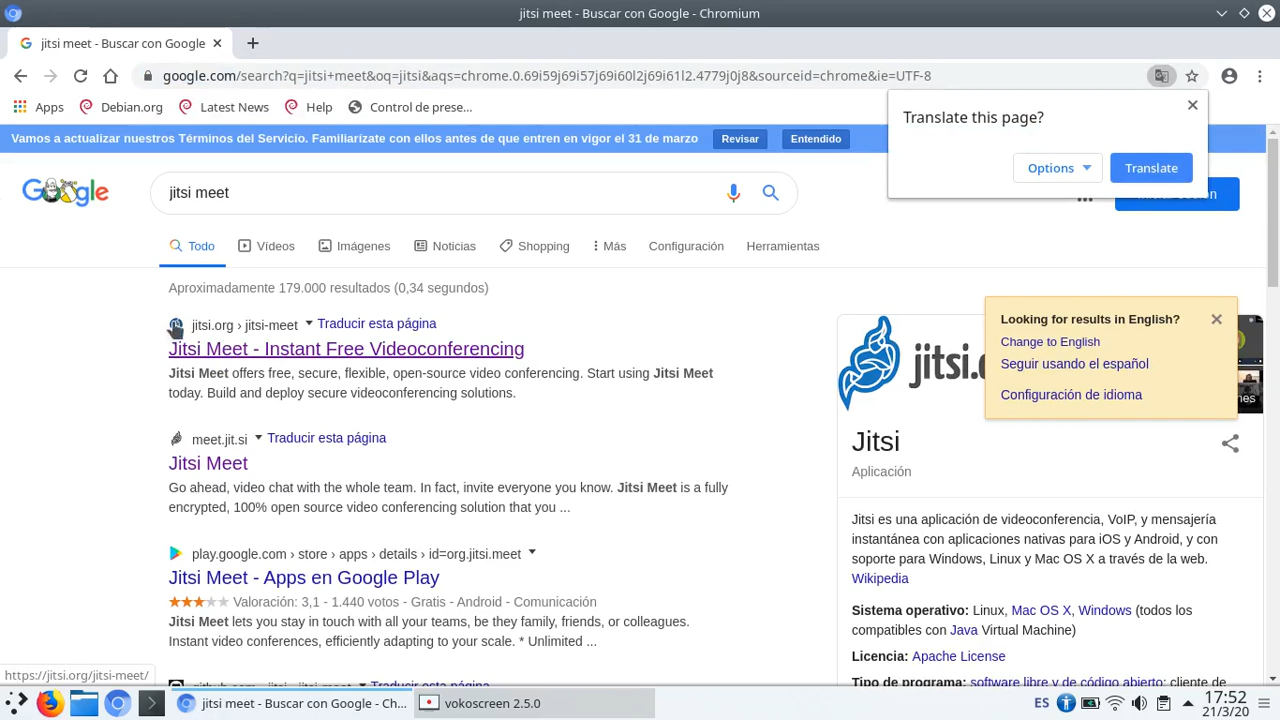 jitsi meet - Buscar con Google - Chromium
jitsi meet - Buscar con Google
google.com/search?q=jitsi+meet&oq=jitsi&aqs=chrome.0.69i59j69i57j69i60l2j69i61l2.4779j0j8&sourceid=chrome&ie=UTF-8
Apps Debian.org Latest News Help Control de prese...
Translate this page?
Options Translate
Vamos a actualizar nuestros Términos del Servicio. Familiarízate con ellos antes de que entren en vigor el 31 de marzo Revisar Entendido
Google
jitsi meet
Todo Vídeos Imágenes Noticias Shopping Más Configuración Herramientas
Aproximadamente 179.000 resultados (0,34 segundos)
jitsi.org › jitsi-meet Traducir esta página
Jitsi Meet - Instant Free Videoconferencing
Jitsi Meet offers free, secure, flexible, open-source video conferencing. Start using Jitsi Meet
today. Build and deploy secure videoconferencing solutions.
meet.jit.si Traducir esta página
Jitsi Meet
Go ahead, video chat with the whole team. In fact, invite everyone you know. Jitsi Meet is a fully
encrypted, 100% open source video conferencing solution that you ...
play.google.com › store › apps › details › id=org.jitsi.meet
Jitsi Meet - Apps en Google Play
Valoración: 3,1 - 1.440 votos - Gratis - Android - Comunicación
Jitsi Meet lets you stay in touch with all your teams, be they family, friends, or colleagues.
Instant video conferences, efficiently adapting to your scale. * Unlimited ...
Looking for results in English?
Change to English
Seguir usando el español
Configuración de idioma
jitsi.
Jitsi
Aplicación
Jitsi es una aplicación de videoconferencia, VoIP, y mensajería
instantánea con aplicaciones nativas para iOS y Android, y con
soporte para Windows, Linux y Mac OS X a través de la web.
Wikipedia
Sistema operativo: Linux, Mac OS X, Windows (todos los
compatibles con Java Virtual Machine)
Licencia: Apache License
Tipo de programa: software libre y de código abierto; cliente de
https://jitsi.org/jitsi-meet/
jitsi meet - Buscar con Google - Ch...
vokoscreen 2.5.0
ES
17:52
21/3/20